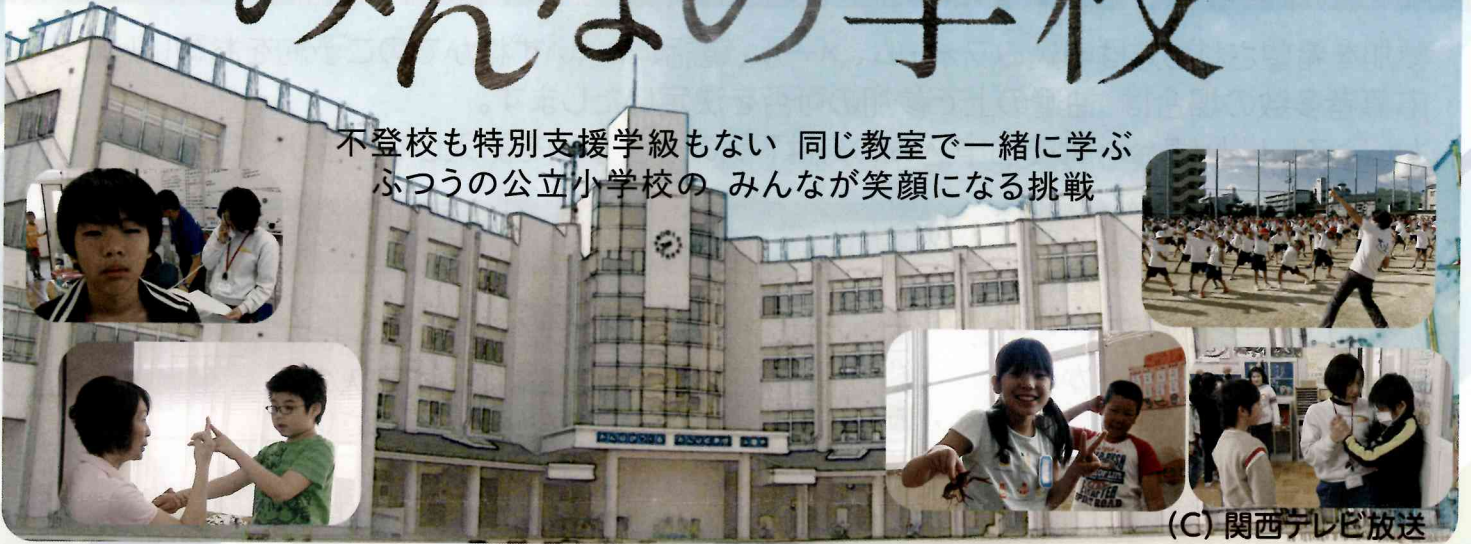 みんなの学校
不登校も特別支援学級もない 同じ教室で一緒に学ぶ
ふつうの公立小学校の みんなが笑顔になる挑戦
(C) 関西テレビ放送